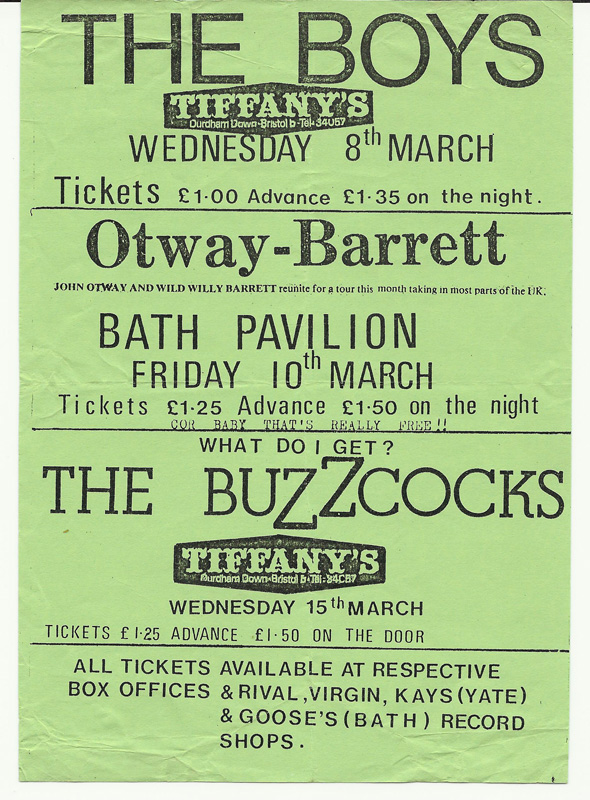 THE BOYS
TIFFANY'S
Durdham Down-Bristol 6-Tel: 34057
WEDNESDAY 8th MARCH
Tickets £1·00 Advance £1·35 on the night.
Otway-Barrett
JOHN OTWAY AND WILD WILLY BARRETT reunite for a tour this month taking in most parts of the UK.
BATH PAVILION
FRIDAY 10th MARCH
Tickets £1·25 Advance £1·50 on the night
COR BABY THAT'S REALLY FREE!!
WHAT DO I GET?
THE BUZZCOCKS
TIFFANY'S
Durdham Down-Bristol 6-Tel: 34057
WEDNESDAY 15th MARCH
TICKETS £1·25 ADVANCE £1·50 ON THE DOOR
ALL TICKETS AVAILABLE AT RESPECTIVE
BOX OFFICES & RIVAL, VIRGIN, KAYS (YATE)
& GOOSE'S (BATH) RECORD
SHOPS.